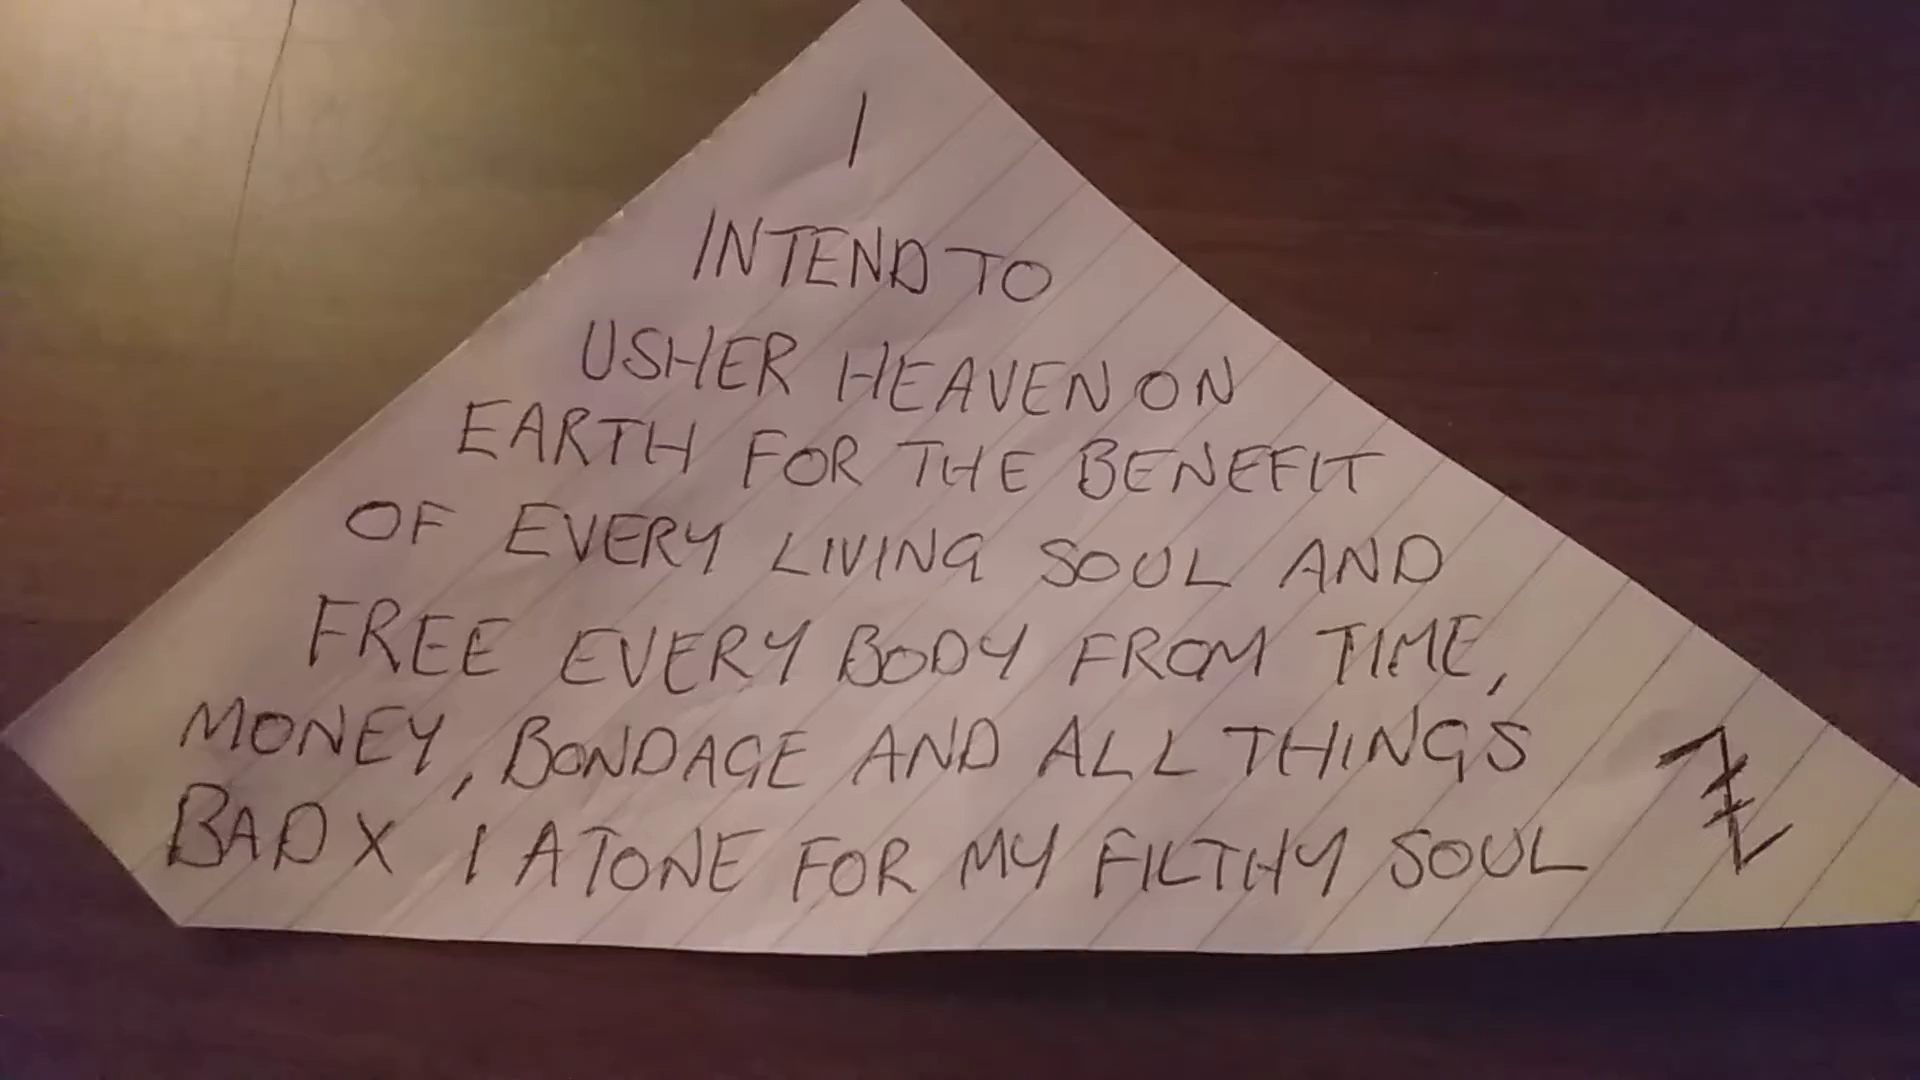 I
INTEND TO
USHER HEAVEN ON
EARTH FOR THE BENEFIT
OF EVERY LIVING SOUL AND
FREE EVERY BODY FROM TIME,
MONEY, BONDAGE AND ALL THINGS
BAD X I ATONE FOR MY FILTHY SOUL